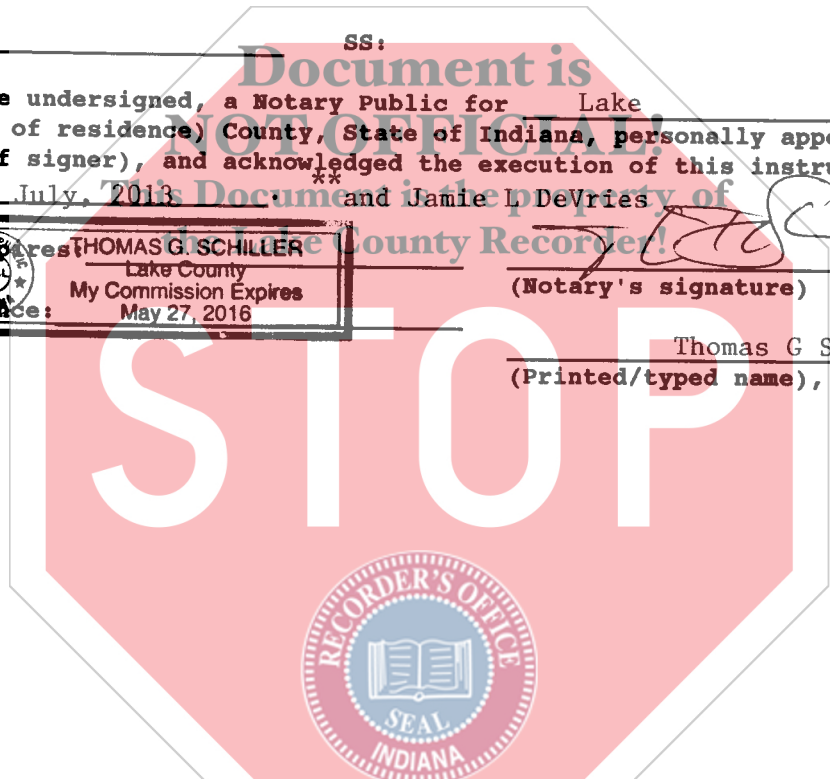 SS:
Document is
e undersigned, a Notary Public for Lake
NOT OFFICIAL!
of residence) County, State of Indiana, personally appe
f signer), and acknowledged the execution of this instru
**
July, 2013 . and Jamie L DeVries
This Document is the property of
the Lake County Recorder!
res:
THOMAS G. SCHILLER
Lake County
My Commission Expires
May 27, 2016
ce:
(Notary's signature)
Thomas G S
(Printed/typed name),
STOP
RECORDER'S OFFICE
SEAL
INDIANA